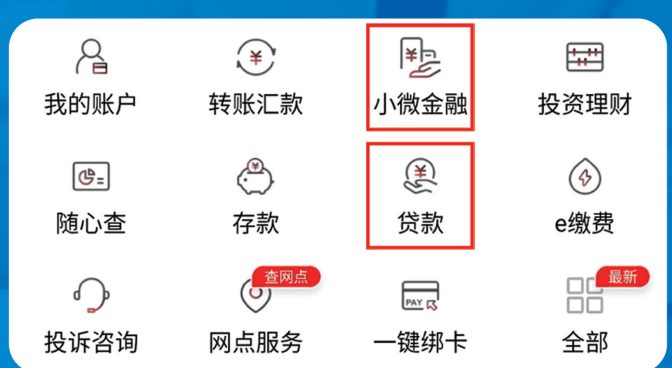 我的账户
转账汇款
小微金融
投资理财
随心查
存款
贷款
e缴费
查网点
最新
投诉咨询
网点服务
PAY
一键绑卡
全部